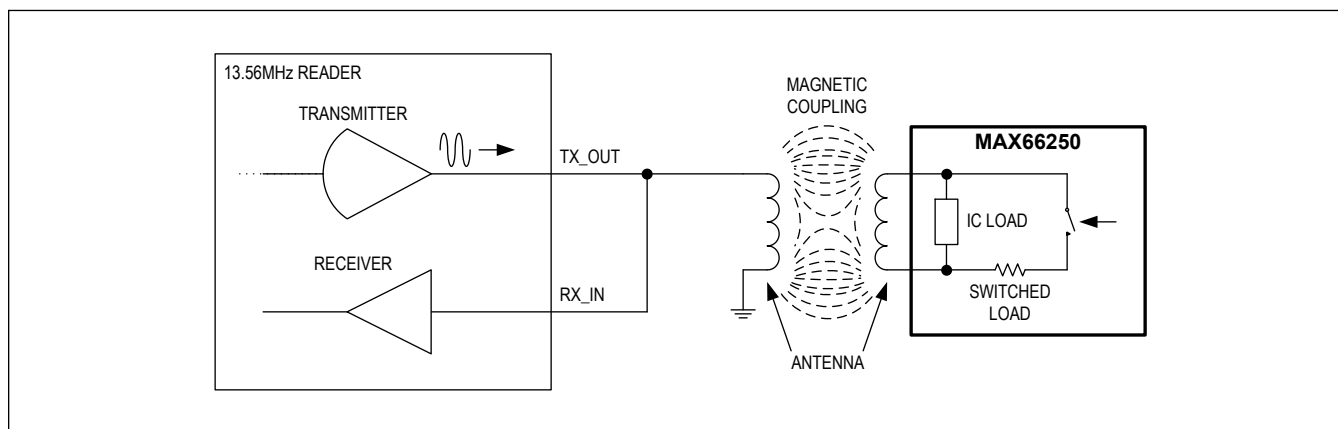 13.56MHz READER
TRANSMITTER
TX_OUT
RECEIVER
RX_IN
MAGNETIC
COUPLING
ANTENNA
MAX66250
IC LOAD
SWITCHED
LOAD